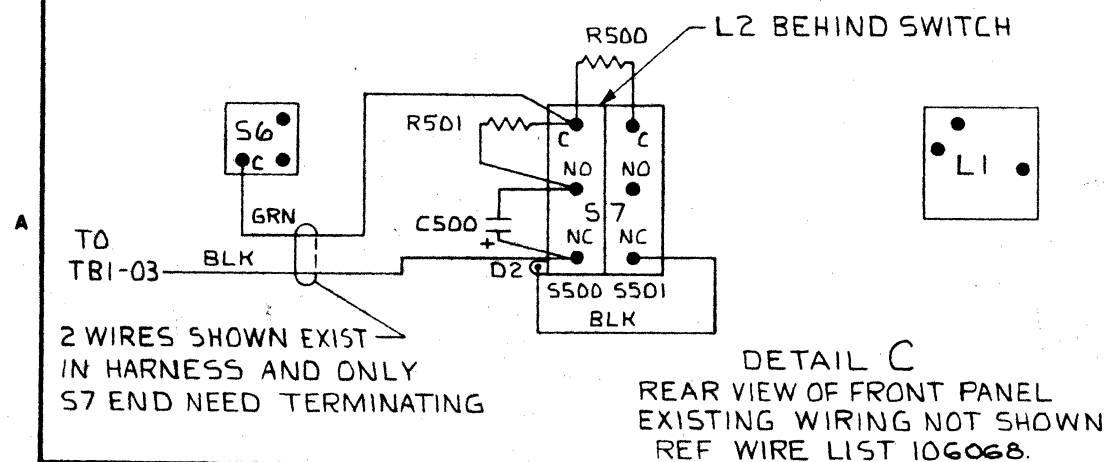 R500
L2 BEHIND SWITCH
S6
C
R501
C
C
NO
NO
S7
L1
A
GRN
C500
+
NC
NC
TO
TB1-03
BLK
D2
S500 S501
BLK
2 WIRES SHOWN EXIST
IN HARNESS AND ONLY
S7 END NEED TERMINATING
DETAIL C
REAR VIEW OF FRONT PANEL
EXISTING WIRING NOT SHOWN
REF WIRE LIST 106068.